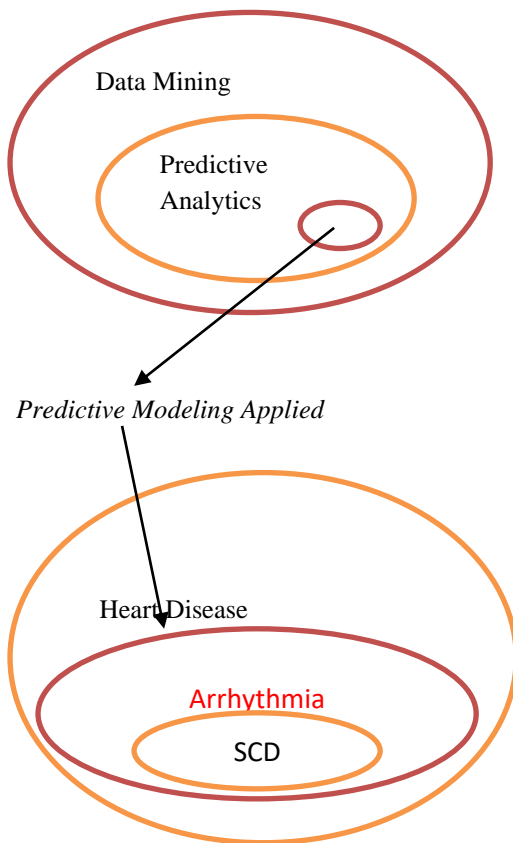 Data Mining
Predictive
Analytics
Predictive Modeling Applied
Heart Disease
Arrhythmia
SCD